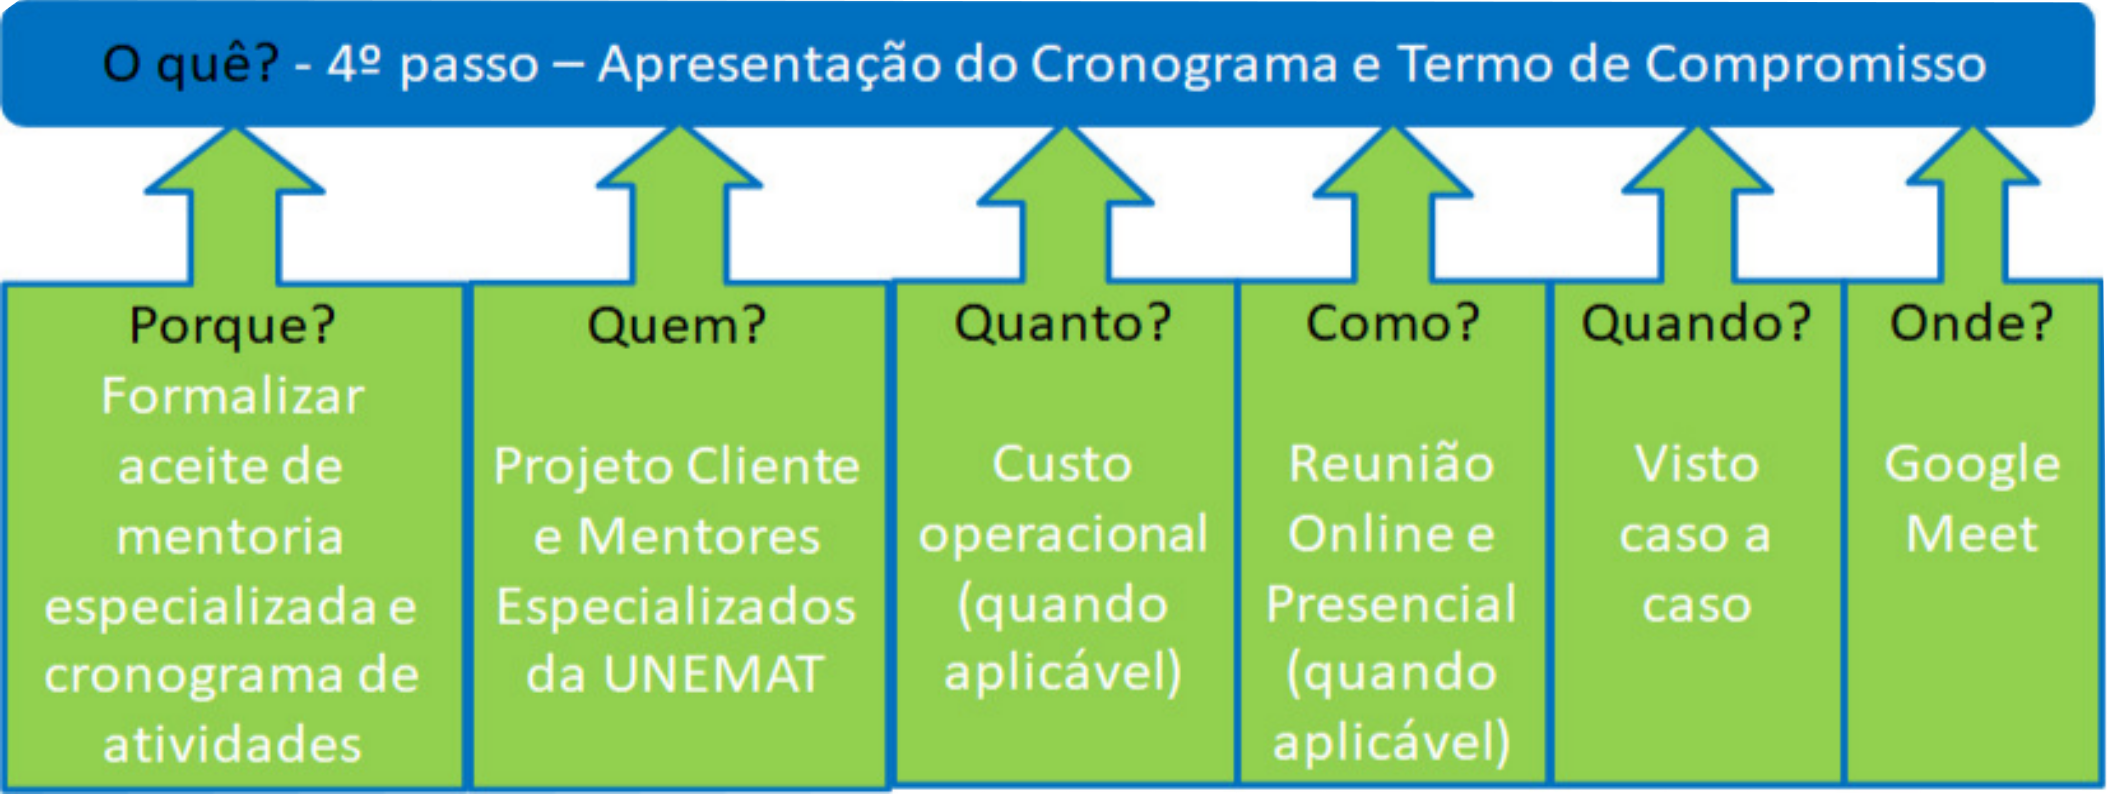 O quê? - 4º passo – Apresentação do Cronograma e Termo de Compromisso
Porque?
Formalizar
aceite de
mentoria
especializada e
cronograma de
atividades
Quem?
Projeto Cliente
e Mentores
Especializados
da UNEMAT
Quanto?
Custo
operacional
(quando
aplicável)
Como?
Reunião
Online e
Presencial
(quando
aplicável)
Quando?
Visto
caso a
caso
Onde?
Google
Meet